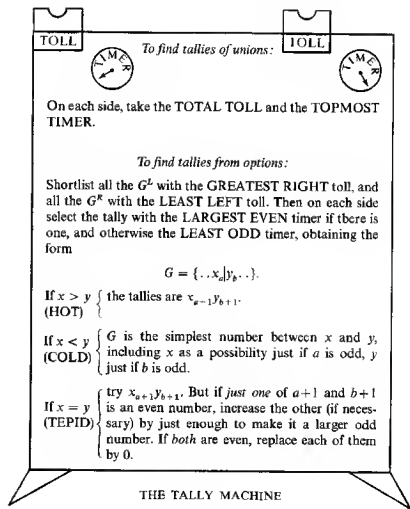 TOLL
TOLL
TIMER
To find tallies of unions:
TIMER
On each side, take the TOTAL TOLL and the TOPMOST
TIMER.
To find tallies from options:
Shortlist all the G^L with the GREATEST RIGHT toll, and
all the G^R with the LEAST LEFT toll. Then on each side
select the tally with the LARGEST EVEN timer if there is
one, and otherwise the LEAST ODD timer, obtaining the
form
G = {..x_a|y_b..}.
If x > y { the tallies are x_{a-1}y_{b+1}.
(HOT)
If x < y { G is the simplest number between x and y,
(COLD) including x as a possibility just if a is odd, y
just if b is odd.
If x = y { try x_{a+1}y_{b+1}. But if just one of a+1 and b+1
(TEPID) is an even number, increase the other (if neces-
sary) by just enough to make it a larger odd
number. If both are even, replace each of them
by 0.
THE TALLY MACHINE